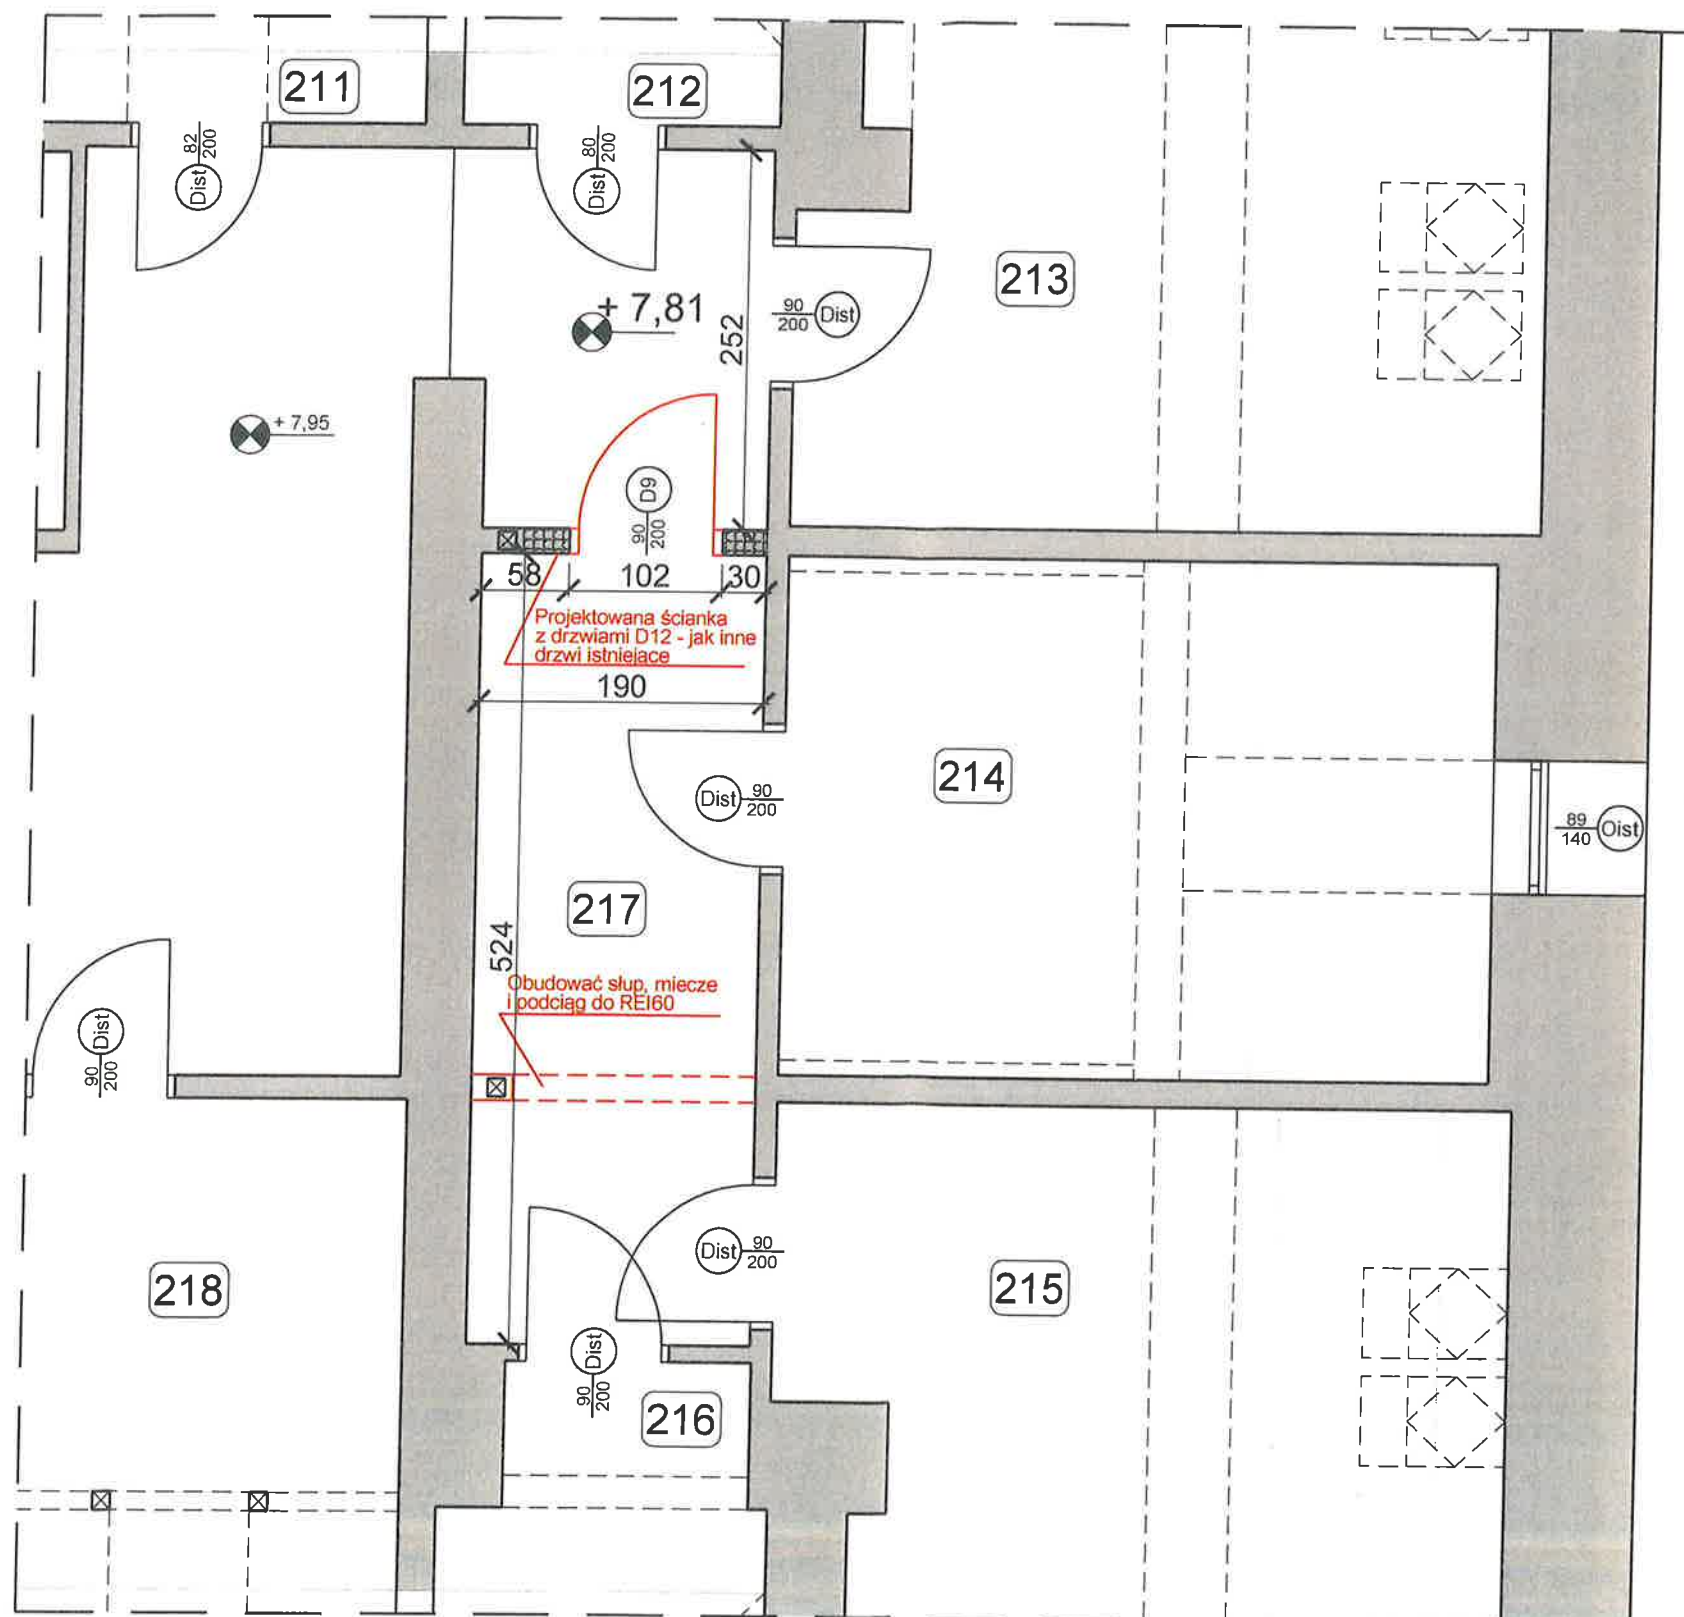 211
212
82
200
Dist
80
200
Dist
213
+ 7,81
252
90
200
Dist
+ 7,95
D9
90
200
58
102
30
Projektowana ścianka
z drzwiami D12 - jak inne
drzwi istniejące
190
214
Dist
90
200
89
140
Oist
217
524
Obudować słup, miecze
i podciąg do REI60
Dist
90
200
Dist
90
200
218
215
Dist
90
200
216